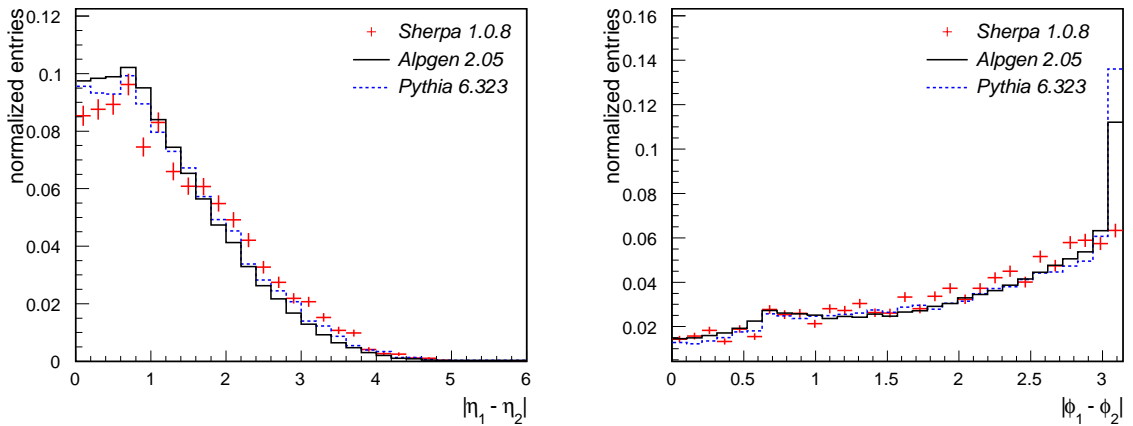 normalized entries
0.12
0.1
0.08
0.06
0.04
0.02
0
Sherpa 1.0.8
Alpgen 2.05
Pythia 6.323
0 1 2 3 4 5 6
|η₁ - η₂|
normalized entries
0.16
0.14
0.12
0.1
0.08
0.06
0.04
0.02
Sherpa 1.0.8
Alpgen 2.05
Pythia 6.323
0 0.5 1 1.5 2 2.5 3
|ϕ₁ - ϕ₂|